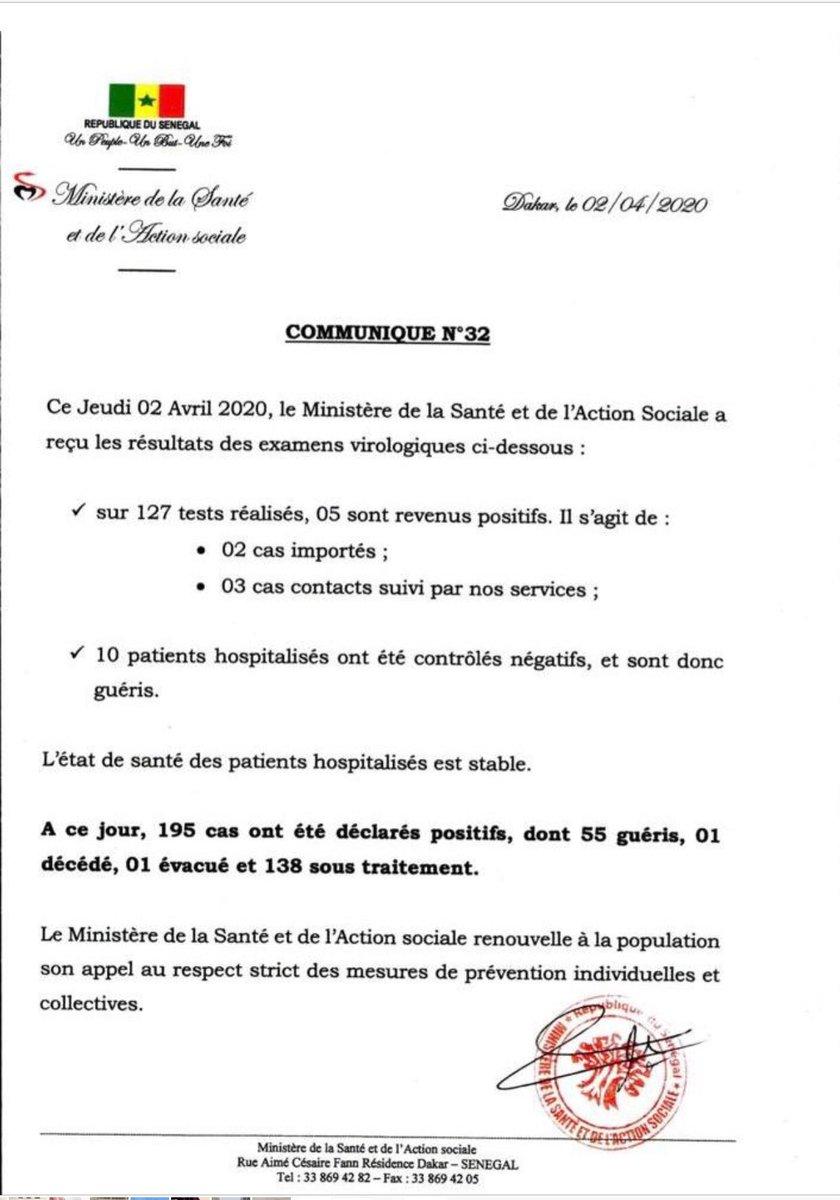 REPUBLIQUE DU SENEGAL
Un Peuple-Un But-Une Foi
Ministère de la Santé
et de l'Action sociale
Dakar, le 02/04/2020
COMMUNIQUE N°32
Ce Jeudi 02 Avril 2020, le Ministère de la Santé et de l'Action Sociale a
reçu les résultats des examens virologiques ci-dessous :
✓ sur 127 tests réalisés, 05 sont revenus positifs. Il s'agit de :
• 02 cas importés ;
• 03 cas contacts suivi par nos services ;
✓ 10 patients hospitalisés ont été contrôlés négatifs, et sont donc
guéris.
L'état de santé des patients hospitalisés est stable.
A ce jour, 195 cas ont été déclarés positifs, dont 55 guéris, 01
décédé, 01 évacué et 138 sous traitement.
Le Ministère de la Santé et de l'Action sociale renouvelle à la population
son appel au respect strict des mesures de prévention individuelles et
collectives.
République du Sénégal
MINISTERE DE LA SANTÉ ET DE L'ACTION SOCIALE
Ministère de la Santé et de l'Action sociale
Rue Aimé Césaire Fann Résidence Dakar – SENEGAL
Tel : 33 869 42 82 – Fax : 33 869 42 05